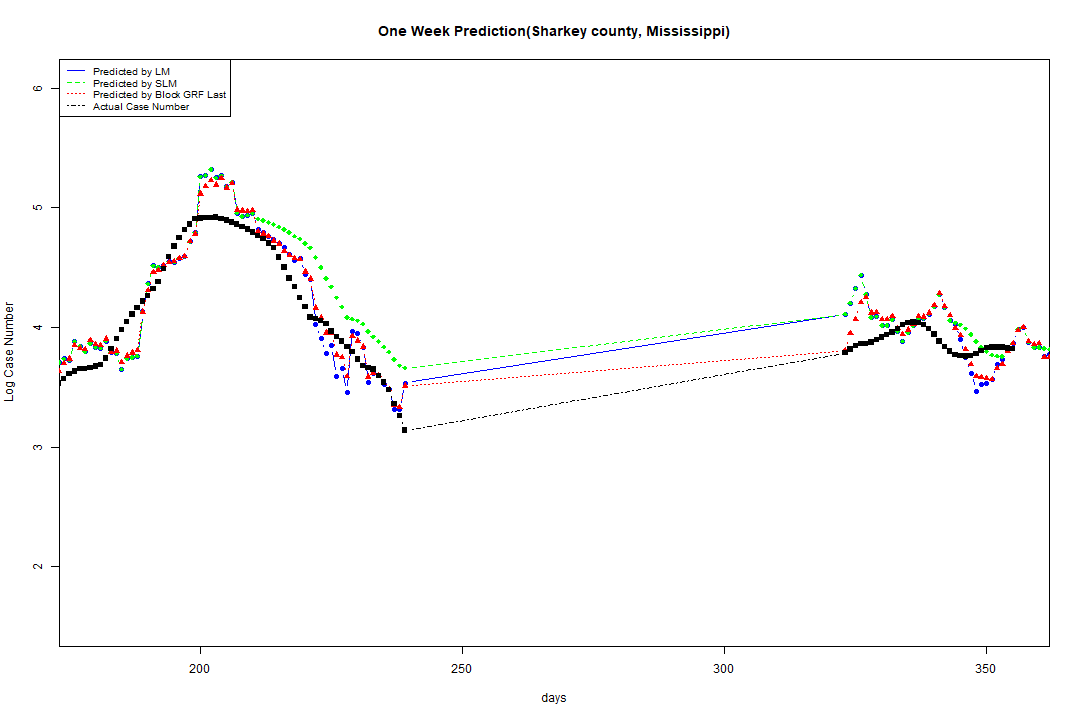 One Week Prediction(Sharkey county, Mississippi)
Predicted by LM
Predicted by SLM
Predicted by Block GRF Last
Actual Case Number
6
5
4
3
2
Log Case Number
200 250 300 350
days